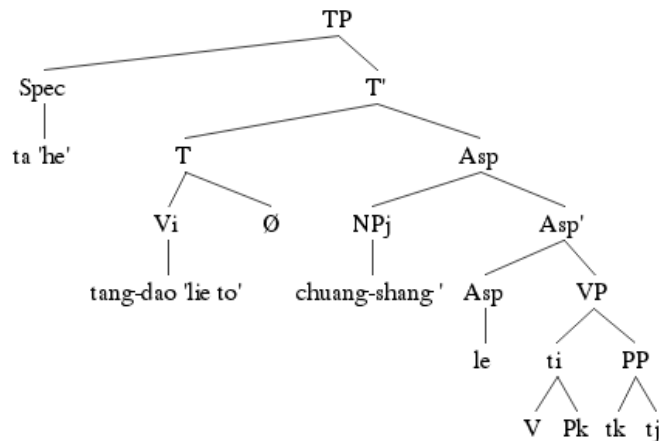 TP
Spec T'
ta 'he' T Asp
Vi Ø NPj Asp'
tang-dao 'lie to' chuang-shang ' Asp VP
le ti PP
V Pk tk tj